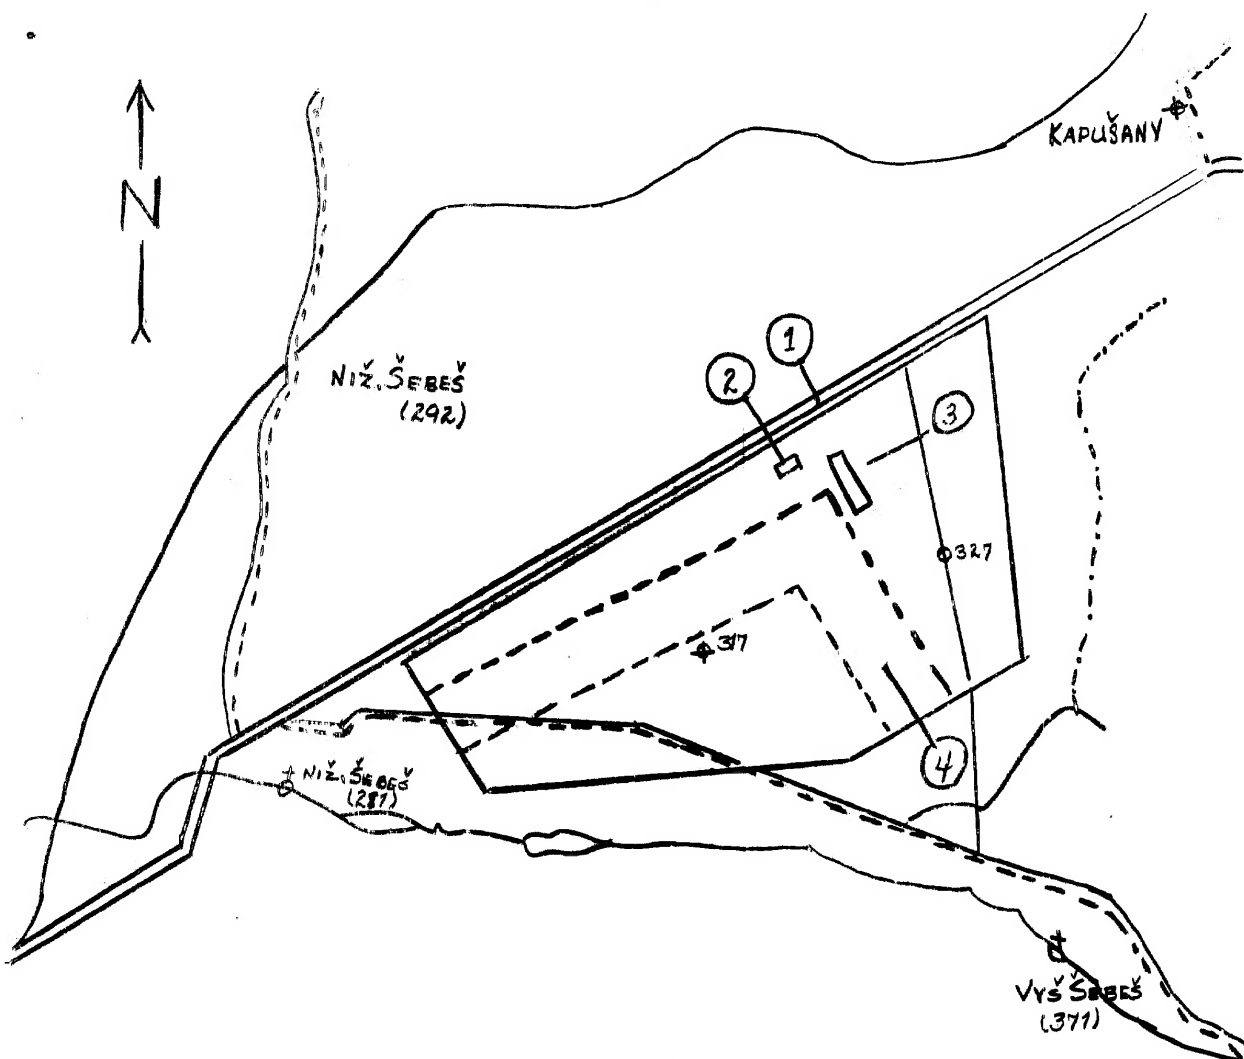 KAPUŠANY
N
1
NIŽ. ŠEBEŠ
(292)
2
3
327
317
4
NIŽ. ŠEBEŠ
(281)
VYŠ ŠEBEŠ
(371)